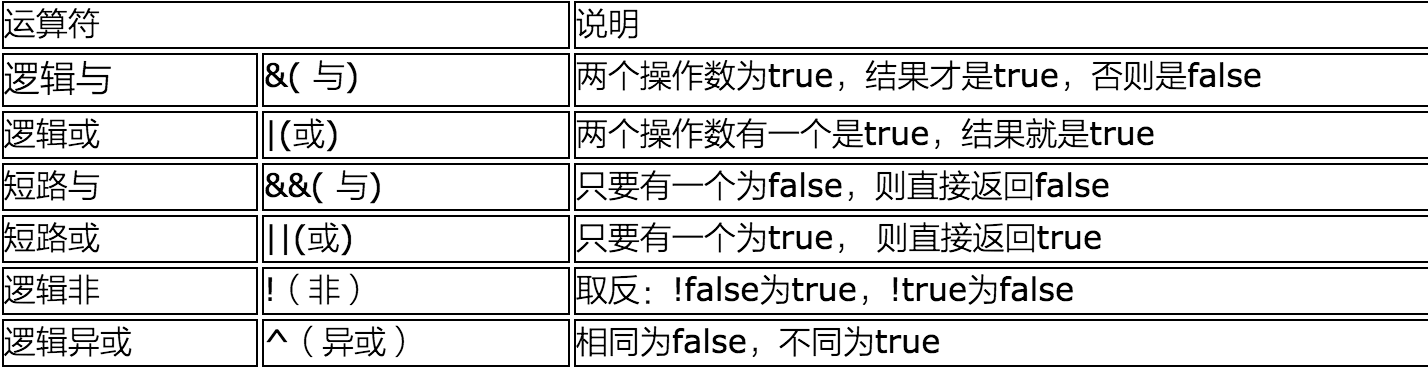 运算符 说明
逻辑与 &( 与) 两个操作数为true，结果才是true，否则是false
逻辑或 |(或) 两个操作数有一个是true，结果就是true
短路与 &&( 与) 只要有一个为false，则直接返回false
短路或 ||(或) 只要有一个为true， 则直接返回true
逻辑非 !（非） 取反：!false为true，!true为false
逻辑异或 ^（异或） 相同为false，不同为true